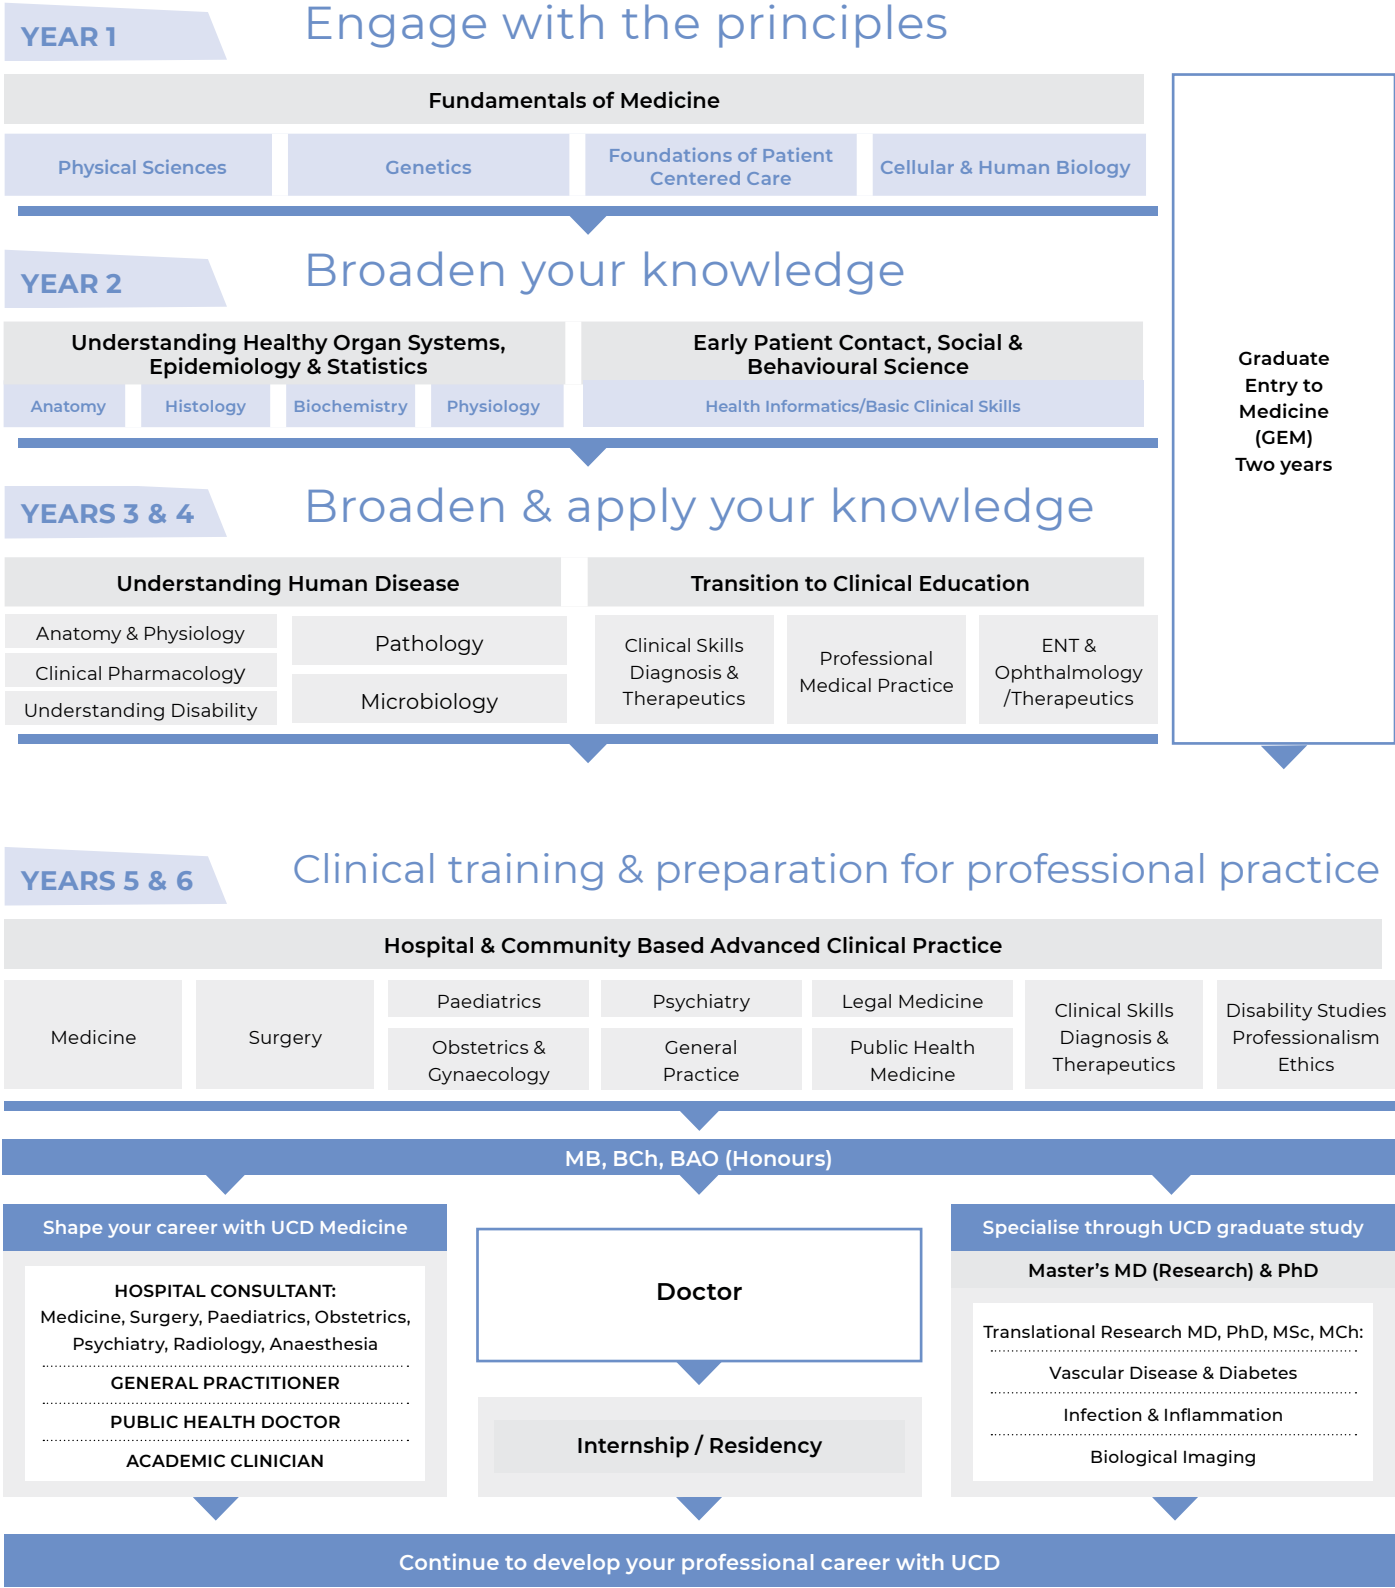 YEAR 1
Engage with the principles
Fundamentals of Medicine
Physical Sciences
Genetics
Foundations of Patient
Centered Care
Cellular & Human Biology
YEAR 2
Broaden your knowledge
Understanding Healthy Organ Systems,
Epidemiology & Statistics
Early Patient Contact, Social &
Behavioural Science
Anatomy
Histology
Biochemistry
Physiology
Health Informatics/Basic Clinical Skills
Graduate
Entry to
Medicine
(GEM)
Two years
YEARS 3 & 4
Broaden & apply your knowledge
Understanding Human Disease
Transition to Clinical Education
Anatomy & Physiology
Clinical Pharmacology
Understanding Disability
Pathology
Microbiology
Clinical Skills
Diagnosis &
Therapeutics
Professional
Medical Practice
ENT &
Ophthalmology
/Therapeutics
YEARS 5 & 6
Clinical training & preparation for professional practice
Hospital & Community Based Advanced Clinical Practice
Medicine
Surgery
Paediatrics
Obstetrics &
Gynaecology
Psychiatry
General
Practice
Legal Medicine
Public Health
Medicine
Clinical Skills
Diagnosis &
Therapeutics
Disability Studies
Professionalism
Ethics
MB, BCh, BAO (Honours)
Shape your career with UCD Medicine
HOSPITAL CONSULTANT:
Medicine, Surgery, Paediatrics, Obstetrics,
Psychiatry, Radiology, Anaesthesia
GENERAL PRACTITIONER
PUBLIC HEALTH DOCTOR
ACADEMIC CLINICIAN
Doctor
Internship / Residency
Specialise through UCD graduate study
Master’s MD (Research) & PhD
Translational Research MD, PhD, MSc, MCh:
Vascular Disease & Diabetes
Infection & Inflammation
Biological Imaging
Continue to develop your professional career with UCD